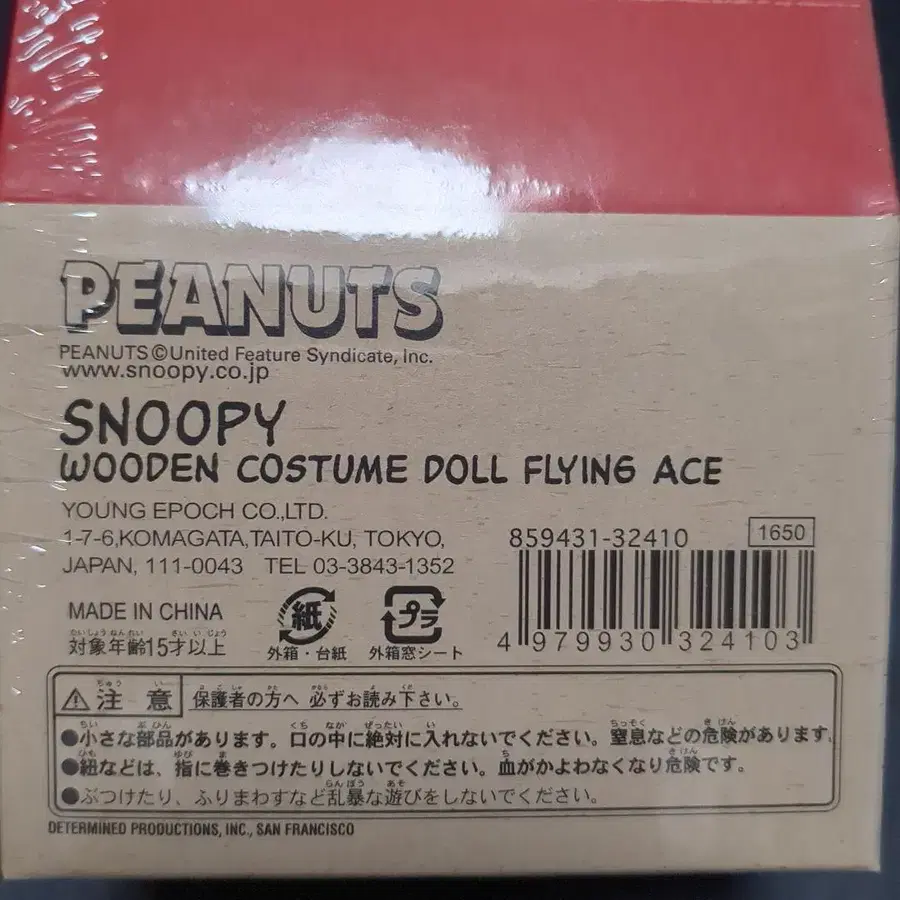 PEANUTS
PEANUTS©United Feature Syndicate, Inc.
www.snoopy.co.jp
SNOOPY
WOODEN COSTUME DOLL FLYING ACE
YOUNG EPOCH CO.,LTD.
1-7-6,KOMAGATA,TAITO-KU, TOKYO,
JAPAN, 111-0043 TEL 03-3843-1352
859431-32410 1650
4 979930 324103
MADE IN CHINA
対象年齢15才以上
紙
外箱・台紙
プラ
外箱窓シート
注意 保護者の方へ 必ずお読み下さい。
●小さな部品があります。口の中に絶対に入れないでください。窒息などの危険があります。
●紐などは、指に巻きつけたりしないでください。血がかよわなくなり危険です。
●ぶつけたり、ふりまわすなど乱暴な遊びをしないでください。
DETERMINED PRODUCTIONS, INC., SAN FRANCISCO